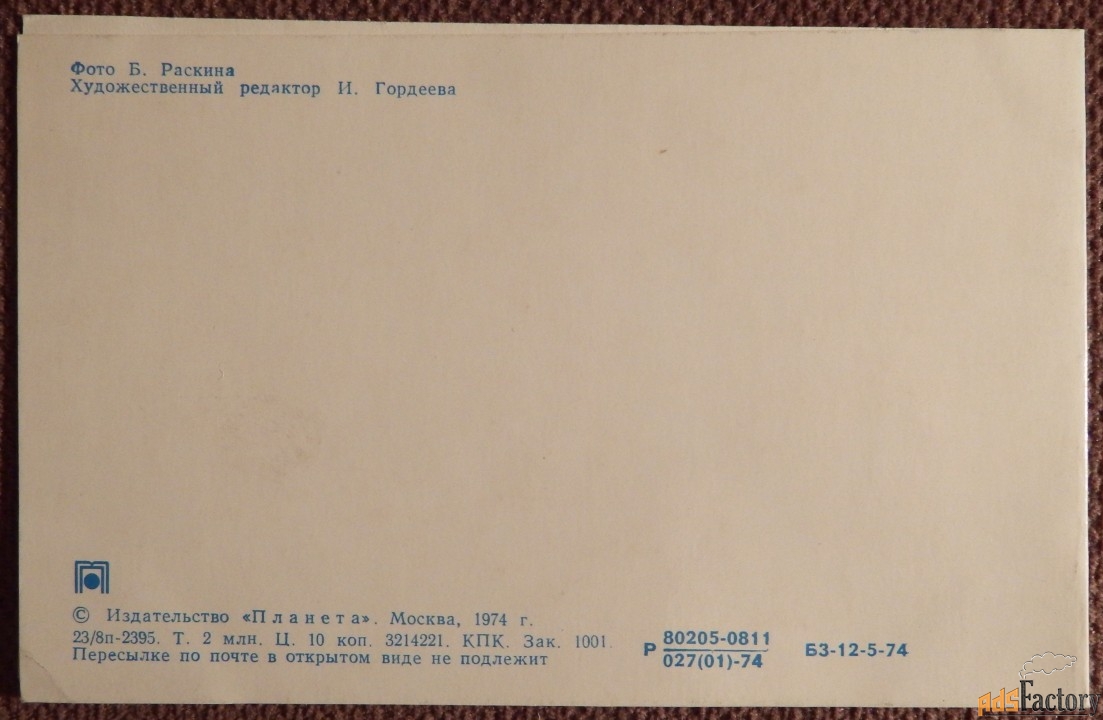 Фото Б. Раскина
Художественный редактор И. Гордеева
© Издательство «Планета». Москва, 1974 г.
23/8п-2395. Т. 2 млн. Ц. 10 коп. 3214221. КПК. Зак. 1001.
Пересылке по почте в открытом виде не подлежит
Р 80205-0811
027(01)-74
БЗ-12-5-74
AdsFactory